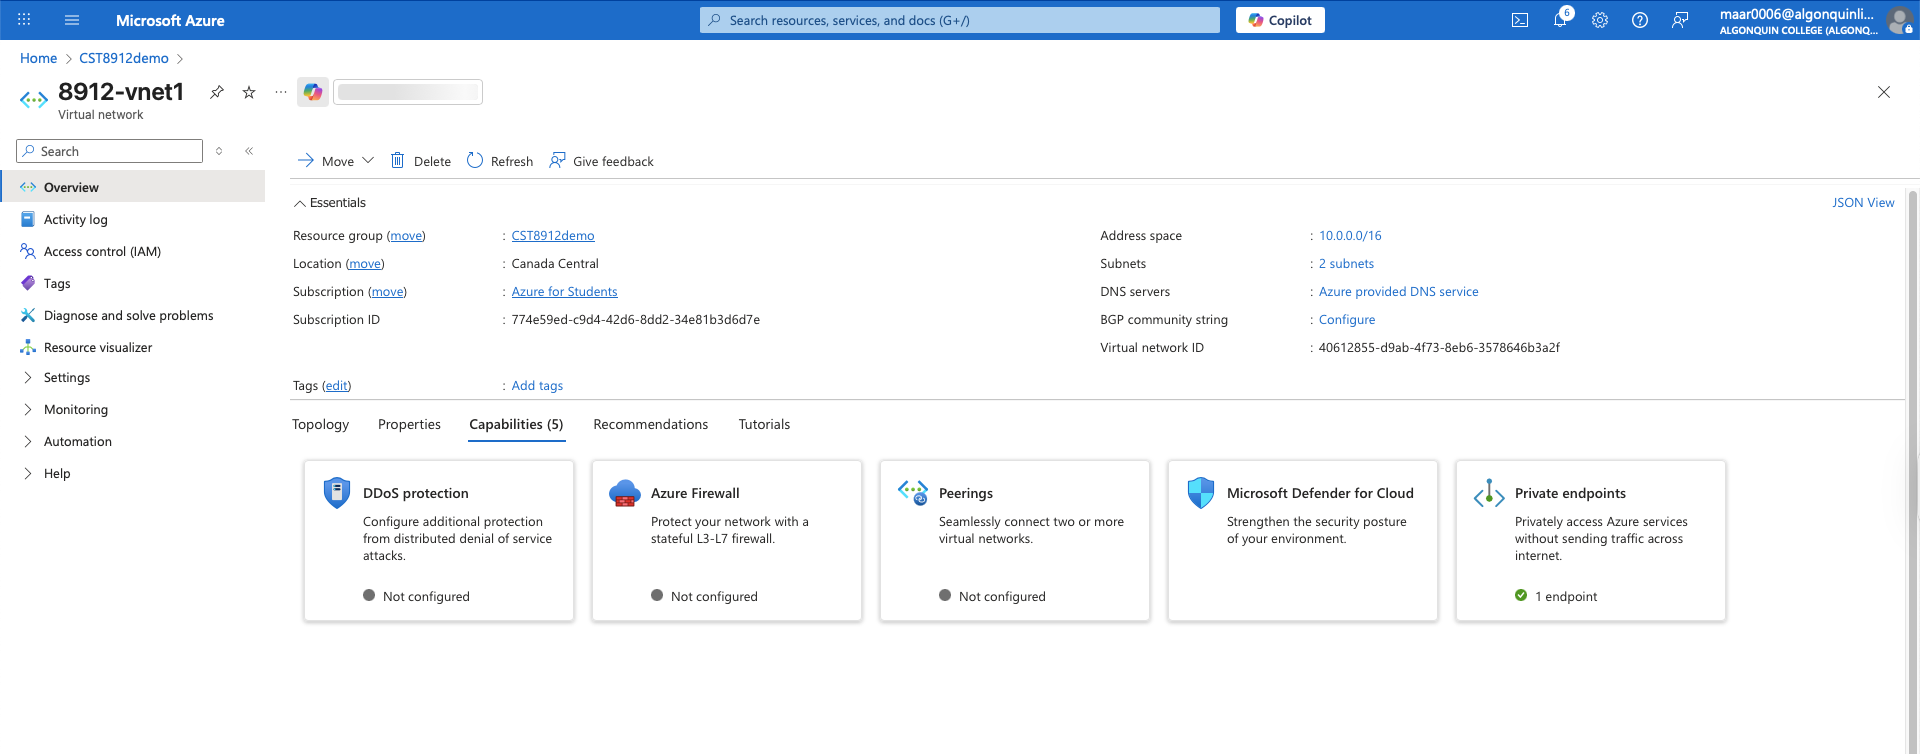 Microsoft Azure
Search resources, services, and docs (G+/)
Copilot
6
maar0006@algonquinli...
ALGONQUIN COLLEGE (ALGONQ...
Home > CST8912demo >
8912-vnet1
Virtual network
Search
Move
Delete
Refresh
Give feedback
Overview
Activity log
Access control (IAM)
Tags
Diagnose and solve problems
Resource visualizer
Settings
Monitoring
Automation
Help
Essentials
JSON View
Resource group (move) : CST8912demo
Location (move) : Canada Central
Subscription (move) : Azure for Students
Subscription ID : 774e59ed-c9d4-42d6-8dd2-34e81b3d6d7e
Address space : 10.0.0.0/16
Subnets : 2 subnets
DNS servers : Azure provided DNS service
BGP community string : Configure
Virtual network ID : 40612855-d9ab-4f73-8eb6-3578646b3a2f
Tags (edit) : Add tags
Topology
Properties
Capabilities (5)
Recommendations
Tutorials
DDoS protection
Configure additional protection
from distributed denial of service
attacks.
Not configured
Azure Firewall
Protect your network with a
stateful L3-L7 firewall.
Not configured
Peerings
Seamlessly connect two or more
virtual networks.
Not configured
Microsoft Defender for Cloud
Strengthen the security posture
of your environment.
Private endpoints
Privately access Azure services
without sending traffic across
internet.
1 endpoint